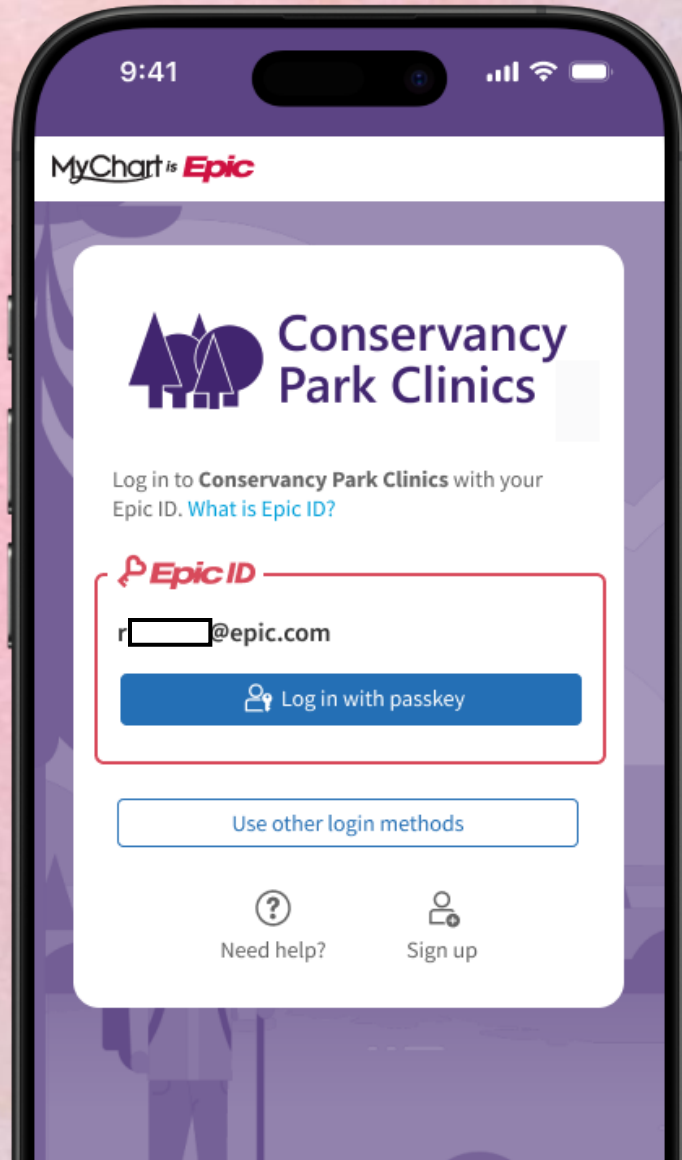 9:41
MyChart is Epic
Conservancy
Park Clinics
Log in to Conservancy Park Clinics with your
Epic ID. What is Epic ID?
Epic ID
r @epic.com
Log in with passkey
Use other login methods
?
Need help?
Sign up